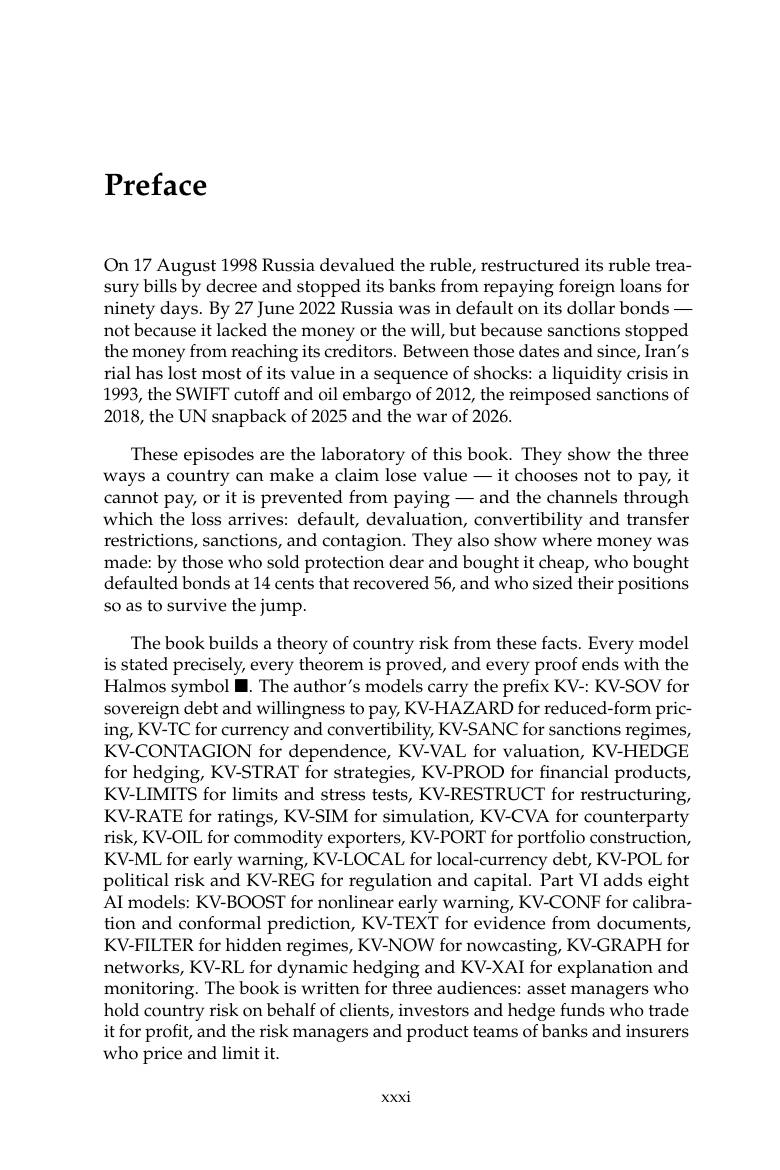 Preface
On 17 August 1998 Russia devalued the ruble, restructured its ruble trea-
sury bills by decree and stopped its banks from repaying foreign loans for
ninety days. By 27 June 2022 Russia was in default on its dollar bonds —
not because it lacked the money or the will, but because sanctions stopped
the money from reaching its creditors. Between those dates and since, Iran’s
rial has lost most of its value in a sequence of shocks: a liquidity crisis in
1993, the SWIFT cutoff and oil embargo of 2012, the reimposed sanctions of
2018, the UN snapback of 2025 and the war of 2026.
These episodes are the laboratory of this book. They show the three
ways a country can make a claim lose value — it chooses not to pay, it
cannot pay, or it is prevented from paying — and the channels through
which the loss arrives: default, devaluation, convertibility and transfer
restrictions, sanctions, and contagion. They also show where money was
made: by those who sold protection dear and bought it cheap, who bought
defaulted bonds at 14 cents that recovered 56, and who sized their positions
so as to survive the jump.
The book builds a theory of country risk from these facts. Every model
is stated precisely, every theorem is proved, and every proof ends with the
Halmos symbol ■. The author’s models carry the prefix KV-: KV-SOV for
sovereign debt and willingness to pay, KV-HAZARD for reduced-form pric-
ing, KV-TC for currency and convertibility, KV-SANC for sanctions regimes,
KV-CONTAGION for dependence, KV-VAL for valuation, KV-HEDGE
for hedging, KV-STRAT for strategies, KV-PROD for financial products,
KV-LIMITS for limits and stress tests, KV-RESTRUCT for restructuring,
KV-RATE for ratings, KV-SIM for simulation, KV-CVA for counterparty
risk, KV-OIL for commodity exporters, KV-PORT for portfolio construction,
KV-ML for early warning, KV-LOCAL for local-currency debt, KV-POL for
political risk and KV-REG for regulation and capital. Part VI adds eight
AI models: KV-BOOST for nonlinear early warning, KV-CONF for calibra-
tion and conformal prediction, KV-TEXT for evidence from documents,
KV-FILTER for hidden regimes, KV-NOW for nowcasting, KV-GRAPH for
networks, KV-RL for dynamic hedging and KV-XAI for explanation and
monitoring. The book is written for three audiences: asset managers who
hold country risk on behalf of clients, investors and hedge funds who trade
it for profit, and the risk managers and product teams of banks and insurers
who price and limit it.
xxxi